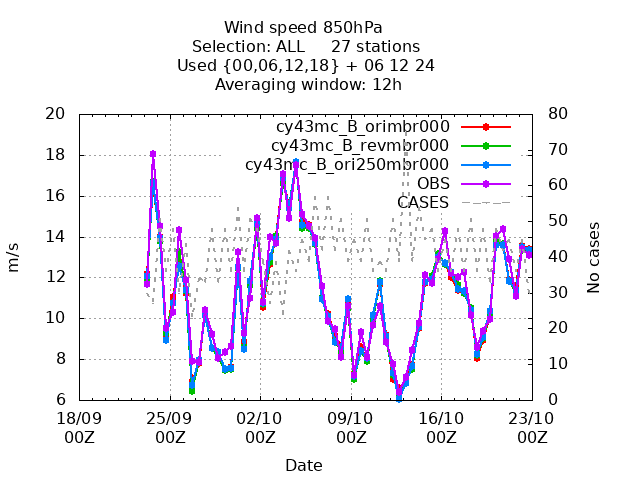 Wind speed 850hPa
Selection: ALL     27 stations
Used {00,06,12,18} + 06 12 24
Averaging window: 12h
cy43mc_B_orimbr000
cy43mc_B_revmbr000
cy43mc_B_ori250mbr000
OBS
CASES
20
18
16
14
12
10
8
6
m/s
80
70
60
50
40
30
20
10
0
No cases
18/09 25/09 02/10 09/10 16/10 23/10
00Z 00Z 00Z 00Z 00Z 00Z
Date